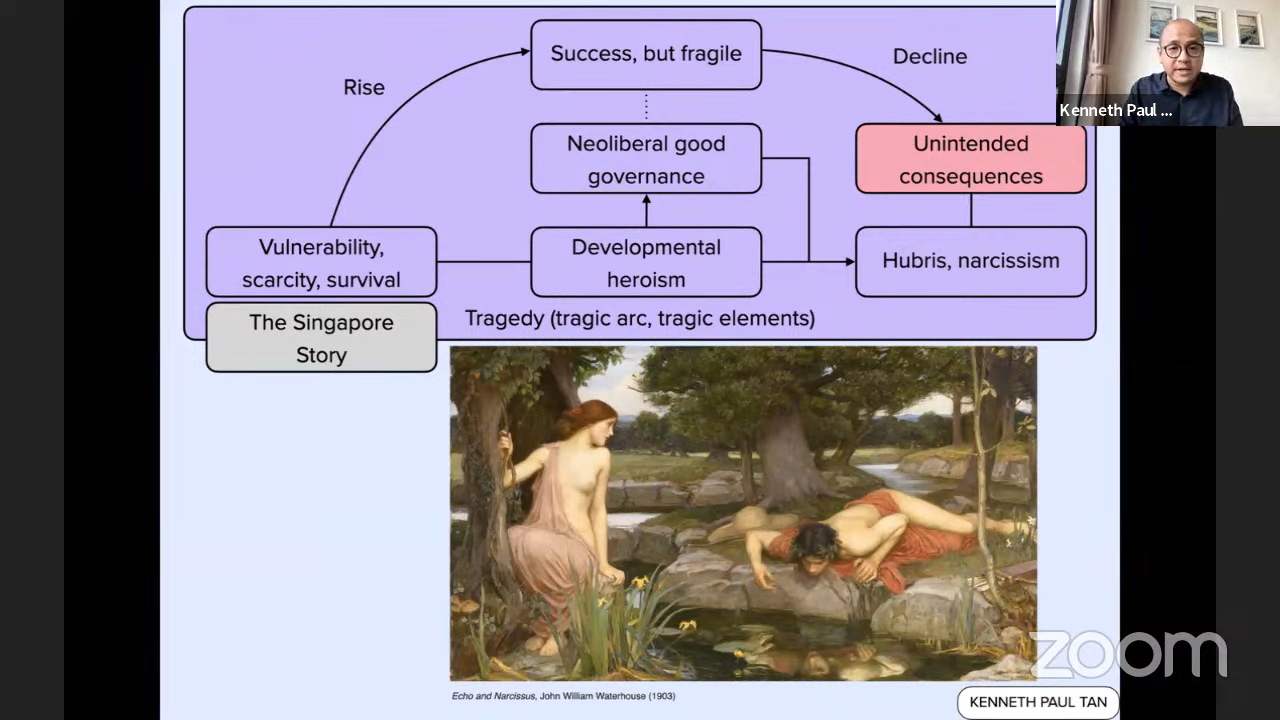 Success, but fragile
Rise
Decline
Kenneth Paul ...
Neoliberal good
governance
Unintended
consequences
Vulnerability,
scarcity, survival
Developmental
heroism
Hubris, narcissism
The Singapore
Story
Tragedy (tragic arc, tragic elements)
zoom
Echo and Narcissus, John William Waterhouse (1903)
KENNETH PAUL TAN